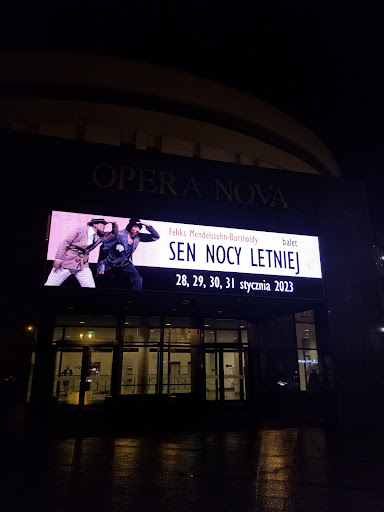 OPERA NOVA
Feliks Mendelssohn-Bartholdy balet
SEN NOCY LETNIEJ
28, 29, 30, 31 stycznia 2023